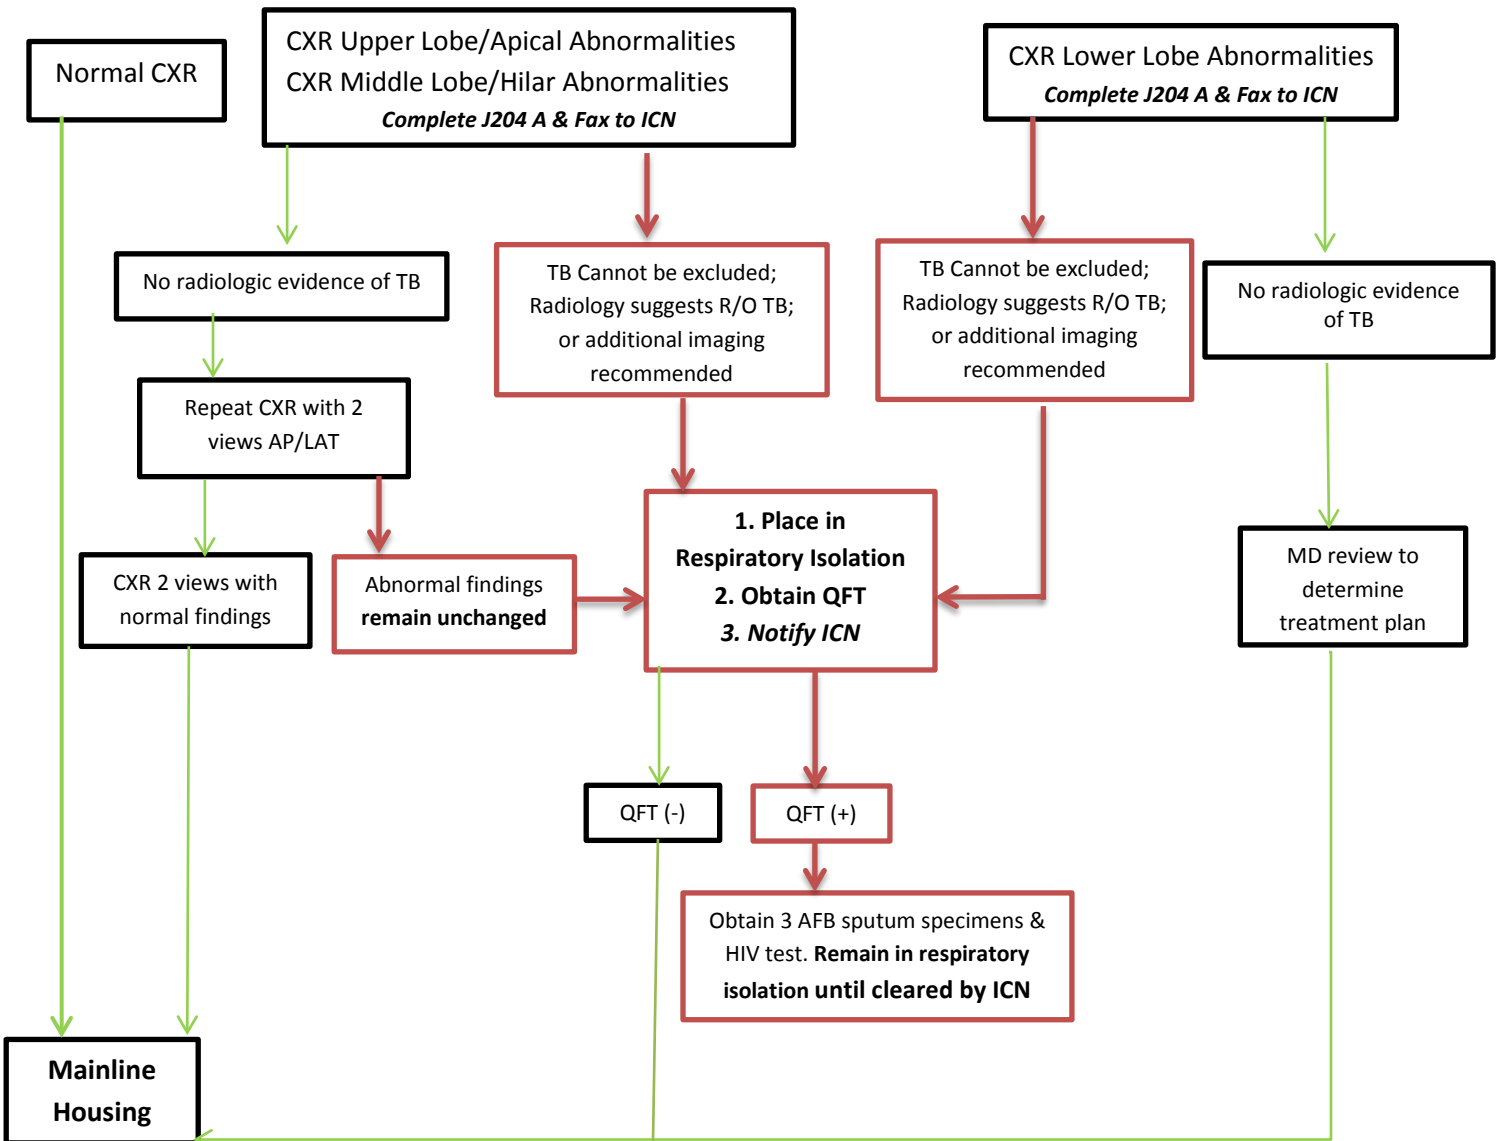 Normal CXR
CXR Upper Lobe/Apical Abnormalities
CXR Middle Lobe/Hilar Abnormalities
Complete J204 A & Fax to ICN
CXR Lower Lobe Abnormalities
Complete J204 A & Fax to ICN
No radiologic evidence of TB
TB Cannot be excluded;
Radiology suggests R/O TB;
or additional imaging
recommended
TB Cannot be excluded;
Radiology suggests R/O TB;
or additional imaging
recommended
No radiologic evidence
of TB
Repeat CXR with 2
views AP/LAT
1. Place in
Respiratory Isolation
2. Obtain QFT
3. Notify ICN
CXR 2 views with
normal findings
Abnormal findings
remain unchanged
MD review to
determine
treatment plan
QFT (-)
QFT (+)
Obtain 3 AFB sputum specimens &
HIV test. Remain in respiratory
isolation until cleared by ICN
Mainline
Housing